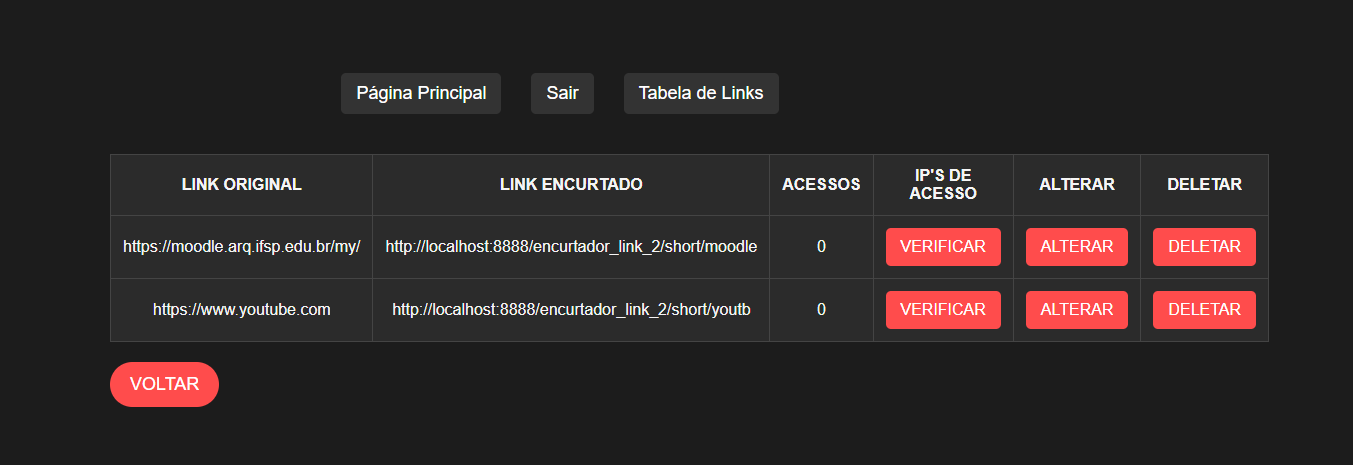 Página Principal Sair Tabela de Links
LINK ORIGINAL LINK ENCURTADO ACESSOS IP'S DE ACESSO ALTERAR DELETAR
https://moodle.arq.ifsp.edu.br/my/ http://localhost:8888/encurtador_link_2/short/moodle 0 VERIFICAR ALTERAR DELETAR
https://www.youtube.com http://localhost:8888/encurtador_link_2/short/youtb 0 VERIFICAR ALTERAR DELETAR
VOLTAR